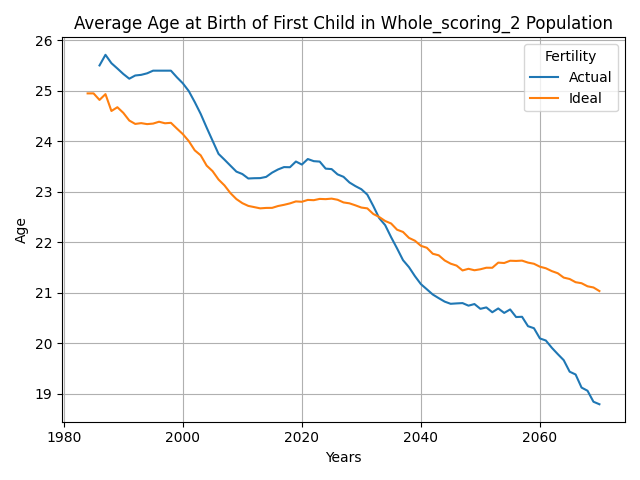 Average Age at Birth of First Child in Whole_scoring_2 Population
Fertility
Actual
Ideal
Age
26
25
24
23
22
21
20
19
1980 2000 2020 2040 2060
Years